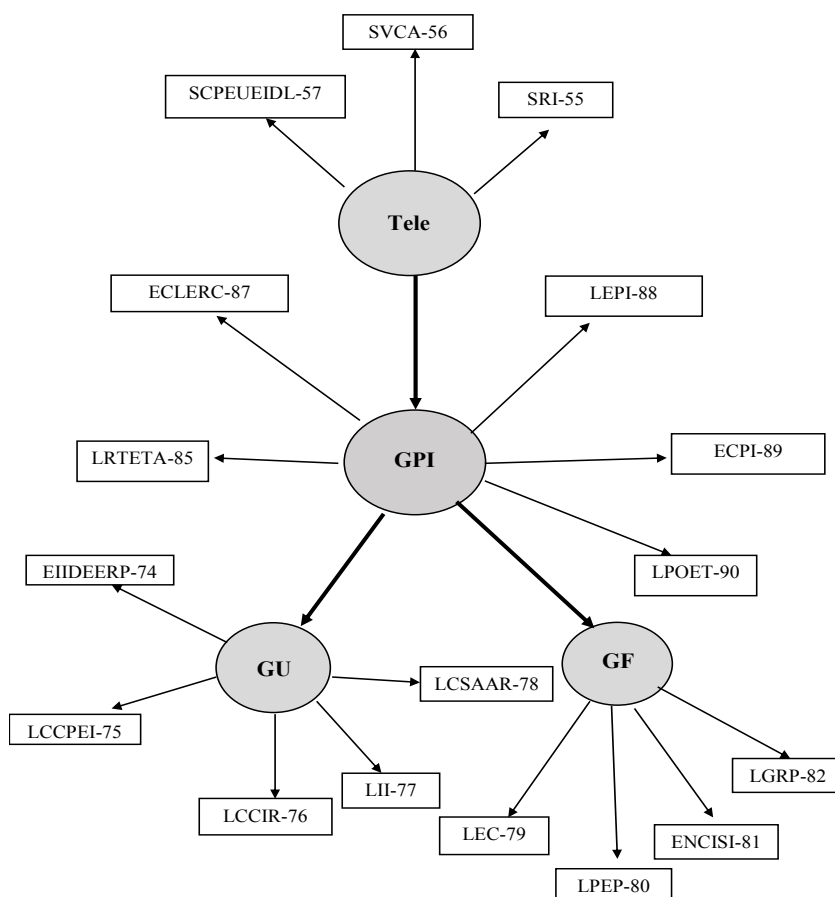 SVCA-56
SCPEUEIDL-57
SRI-55
Tele
ECLERC-87
LEPI-88
LRTETA-85
GPI
ECPI-89
EIIDEERP-74
LPOET-90
GU
GF
LCSAAR-78
LCCPEI-75
LGRP-82
LII-77
LCCIR-76
LEC-79
ENCISI-81
LPEP-80